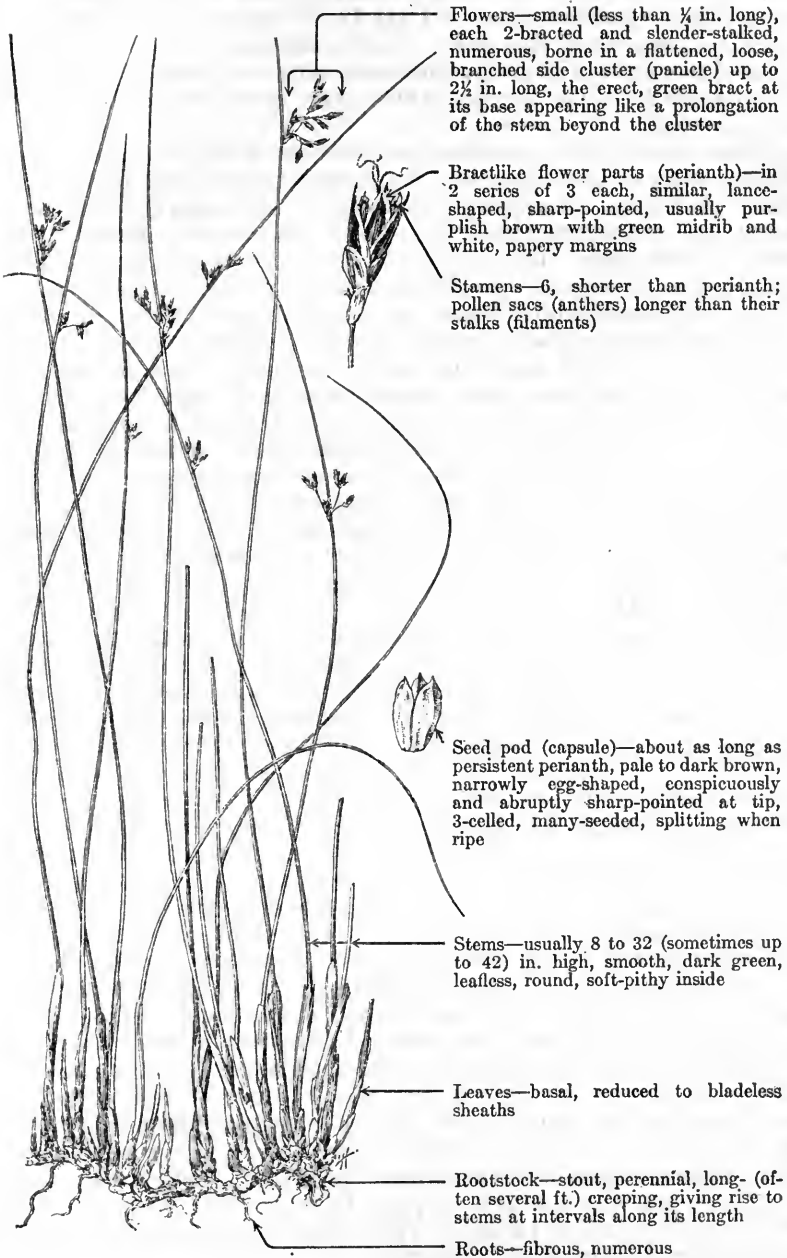 Flowers—small (less than ¼ in. long),
each 2-bracted and slender-stalked,
numerous, borne in a flattened, loose,
branched side cluster (panicle) up to
2½ in. long, the erect, green bract at
its base appearing like a prolongation
of the stem beyond the cluster
Bractlike flower parts (perianth)—in
2 series of 3 each, similar, lance-
shaped, sharp-pointed, usually pur-
plish brown with green midrib and
white, papery margins
Stamens—6, shorter than perianth;
pollen sacs (anthers) longer than their
stalks (filaments)
Seed pod (capsule)—about as long as
persistent perianth, pale to dark brown,
narrowly egg-shaped, conspicuously
and abruptly sharp-pointed at tip,
3-celled, many-seeded, splitting when
ripe
Stems—usually 8 to 32 (sometimes up
to 42) in. high, smooth, dark green,
leafless, round, soft-pithy inside
Leaves—basal, reduced to bladeless
sheaths
Rootstock—stout, perennial, long- (of-
ten several ft.) creeping, giving rise to
stems at intervals along its length
Roots—fibrous, numerous